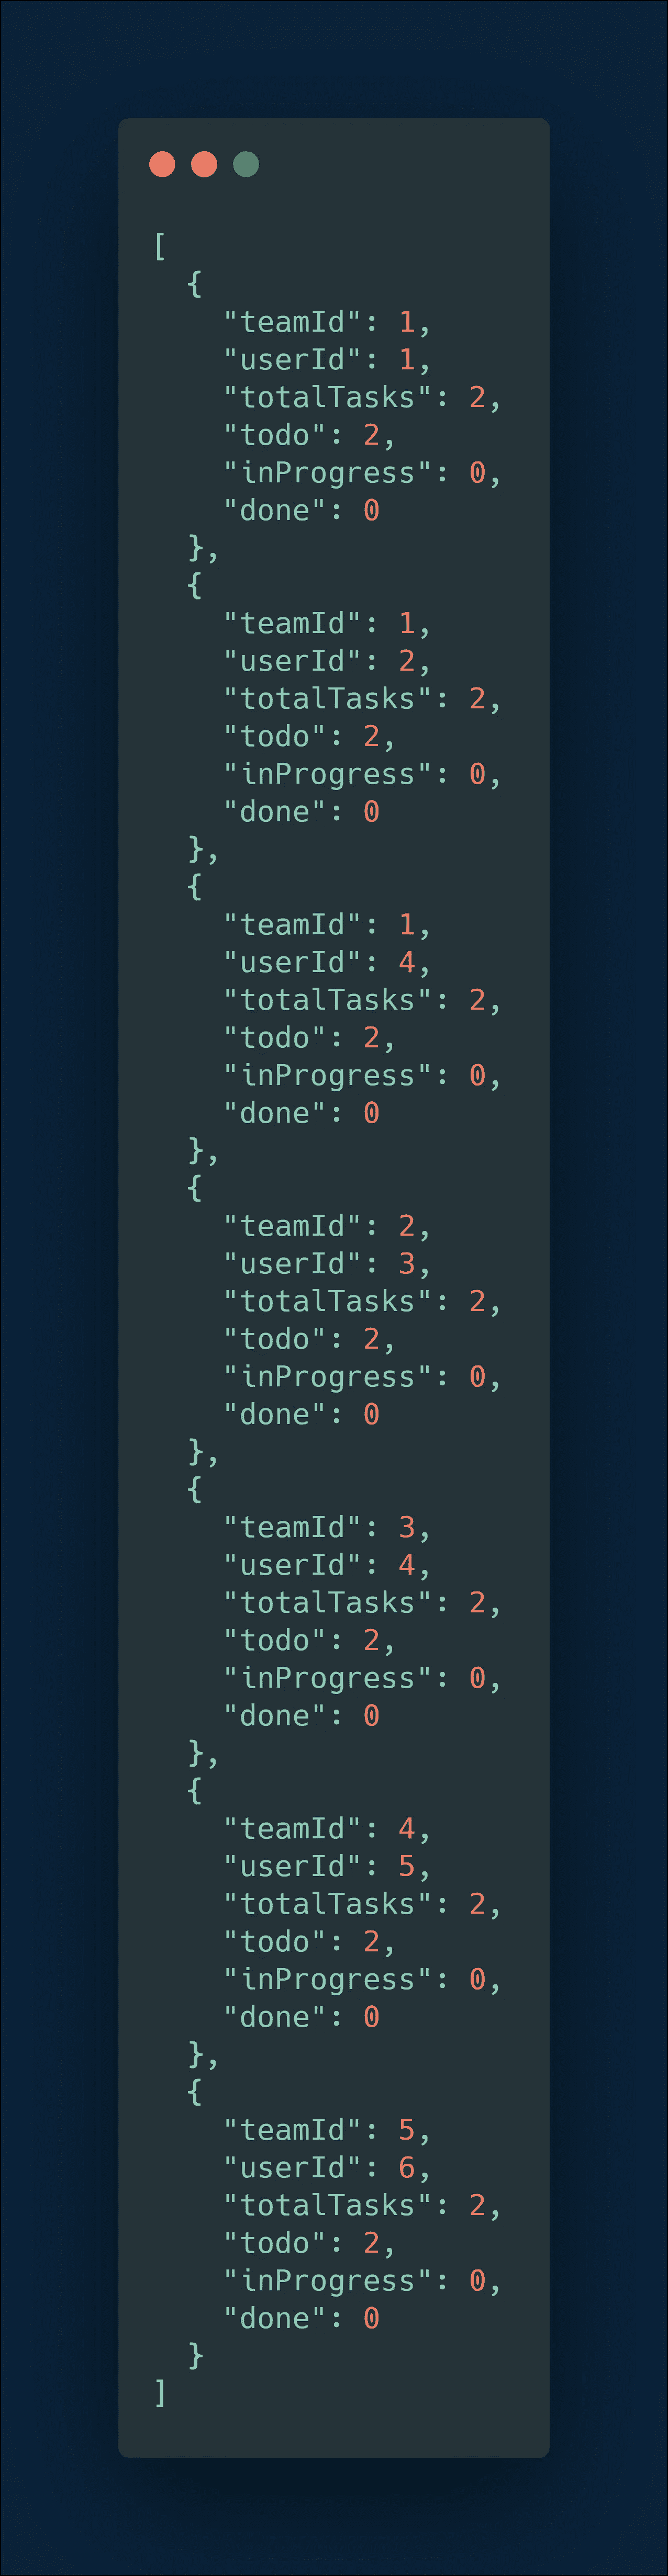 [
  {
    "teamId": 1,
    "userId": 1,
    "totalTasks": 2,
    "todo": 2,
    "inProgress": 0,
    "done": 0
  },
  {
    "teamId": 1,
    "userId": 2,
    "totalTasks": 2,
    "todo": 2,
    "inProgress": 0,
    "done": 0
  },
  {
    "teamId": 1,
    "userId": 4,
    "totalTasks": 2,
    "todo": 2,
    "inProgress": 0,
    "done": 0
  },
  {
    "teamId": 2,
    "userId": 3,
    "totalTasks": 2,
    "todo": 2,
    "inProgress": 0,
    "done": 0
  },
  {
    "teamId": 3,
    "userId": 4,
    "totalTasks": 2,
    "todo": 2,
    "inProgress": 0,
    "done": 0
  },
  {
    "teamId": 4,
    "userId": 5,
    "totalTasks": 2,
    "todo": 2,
    "inProgress": 0,
    "done": 0
  },
  {
    "teamId": 5,
    "userId": 6,
    "totalTasks": 2,
    "todo": 2,
    "inProgress": 0,
    "done": 0
  }
]